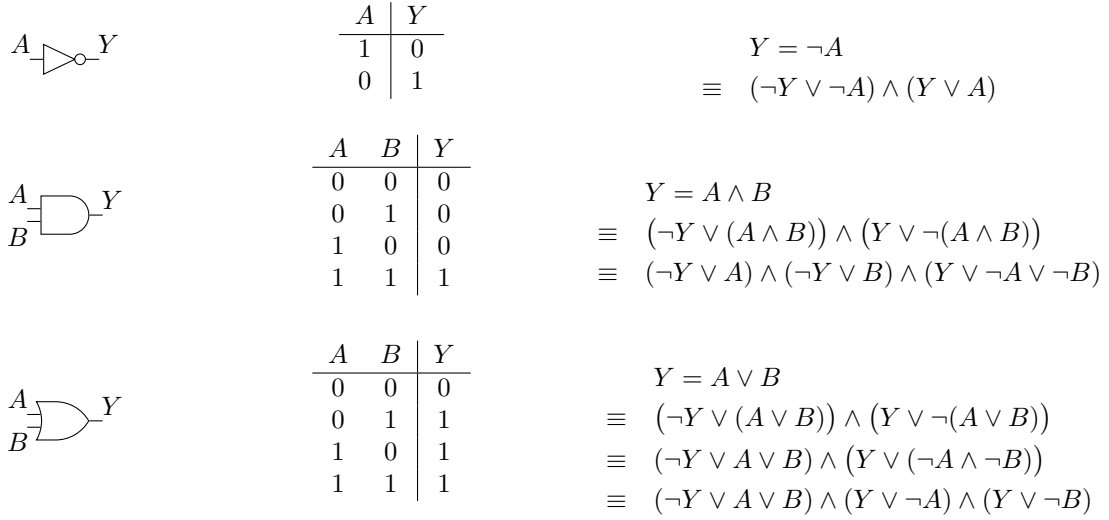 A Y
A Y
1 0
0 1
Y = ¬A
≡ (¬Y ∨ ¬A) ∧ (Y ∨ A)
A
B
Y
A B Y
0 0 0
0 1 0
1 0 0
1 1 1
Y = A ∧ B
≡ (¬Y ∨ (A ∧ B)) ∧ (Y ∨ ¬(A ∧ B))
≡ (¬Y ∨ A) ∧ (¬Y ∨ B) ∧ (Y ∨ ¬A ∨ ¬B)
A
B
Y
A B Y
0 0 0
0 1 1
1 0 1
1 1 1
Y = A ∨ B
≡ (¬Y ∨ (A ∨ B)) ∧ (Y ∨ ¬(A ∨ B))
≡ (¬Y ∨ A ∨ B) ∧ (Y ∨ (¬A ∧ ¬B))
≡ (¬Y ∨ A ∨ B) ∧ (Y ∨ ¬A) ∧ (Y ∨ ¬B)